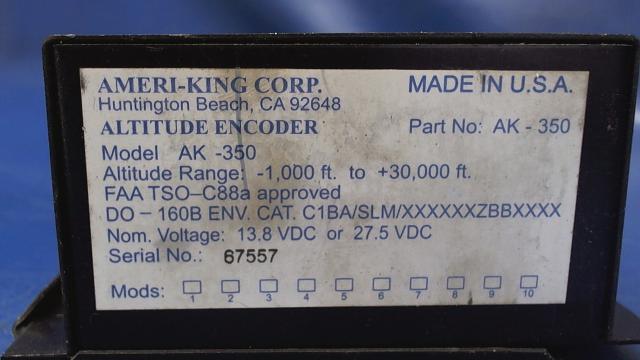 AMERI-KING CORP. MADE IN U.S.A.
Huntington Beach, CA 92648
ALTITUDE ENCODER Part No: AK - 350
Model AK -350
Altitude Range: -1,000 ft. to +30,000 ft.
FAA TSO-C88a approved
DO - 160B ENV. CAT. C1BA/SLM/XXXXXXZBBXXXX
Nom. Voltage: 13.8 VDC or 27.5 VDC
Serial No.: 67557
Mods: 1 2 3 4 5 6 7 8 9 10